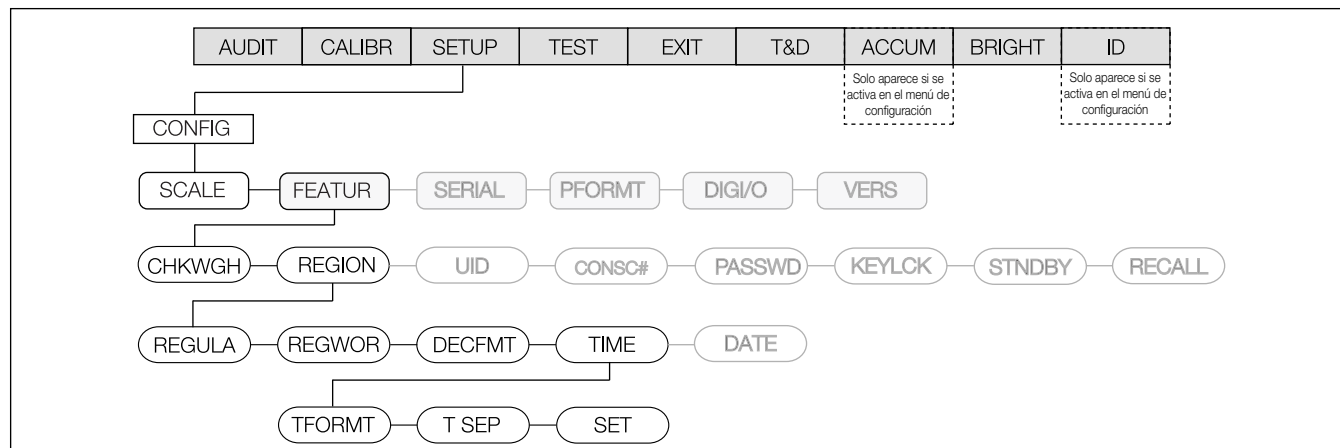 AUDIT CALIBR SETUP TEST EXIT T&D ACCUM BRIGHT ID
Solo aparece si se
activa en el menú de
configuración
Solo aparece si se
activa en el menú de
configuración
CONFIG
SCALE FEATUR SERIAL PFORMT DIGI/O VERS
CHKWGH REGION UID CONSC# PASSWD KEYLCK STNDBY RECALL
REGULA REGWOR DECFMT TIME DATE
TFORMT T SEP SET